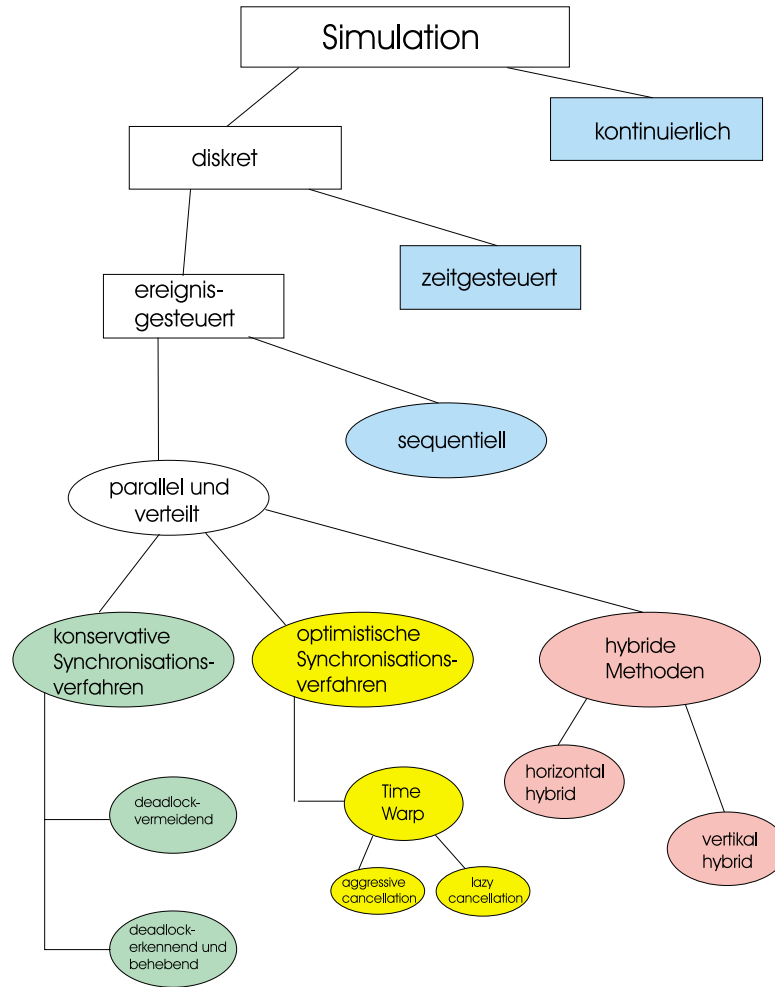 Simulation
kontinuierlich
diskret
zeitgesteuert
ereignis-
gesteuert
sequentiell
parallel und
verteilt
konservative
Synchronisations-
verfahren
optimistische
Synchronisations-
verfahren
hybride
Methoden
deadlock-
vermeidend
Time
Warp
horizontal
hybrid
vertikal
hybrid
aggressive
cancellation
lazy
cancellation
deadlock-
erkennend und
behebend